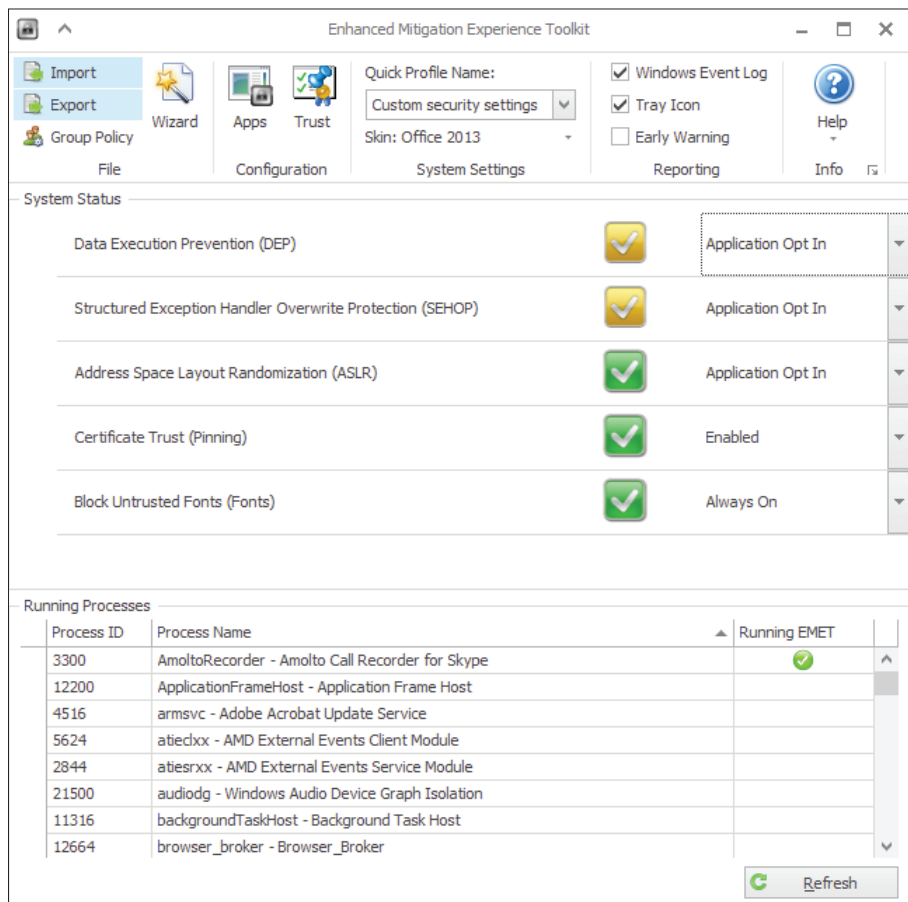 Enhanced Mitigation Experience Toolkit
Import
Export
Group Policy
File
Wizard
Apps
Trust
Configuration
Quick Profile Name:
Custom security settings
Skin: Office 2013
System Settings
Windows Event Log
Tray Icon
Early Warning
Reporting
Help
Info
System Status
Data Execution Prevention (DEP) Application Opt In
Structured Exception Handler Overwrite Protection (SEHOP) Application Opt In
Address Space Layout Randomization (ASLR) Application Opt In
Certificate Trust (Pinning) Enabled
Block Untrusted Fonts (Fonts) Always On
Running Processes
Process ID Process Name Running EMET
3300 AmoltoRecorder - Amolto Call Recorder for Skype
12200 ApplicationFrameHost - Application Frame Host
4516 armsvc - Adobe Acrobat Update Service
5624 atieclxx - AMD External Events Client Module
2844 atiesrxx - AMD External Events Service Module
21500 audiodg - Windows Audio Device Graph Isolation
11316 backgroundTaskHost - Background Task Host
12664 browser_broker - Browser_Broker
Refresh